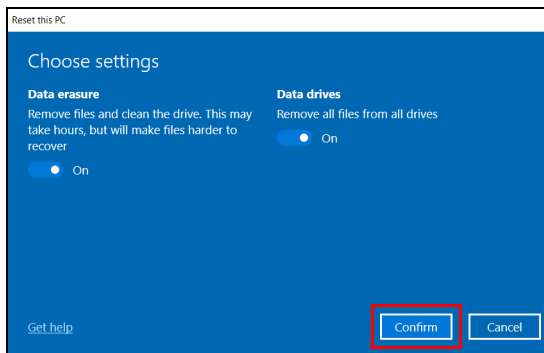 Reset this PC
Choose settings
Data erasure
Remove files and clean the drive. This may
take hours, but will make files harder to
recover
On
Data drives
Remove all files from all drives
On
Get help
Confirm
Cancel